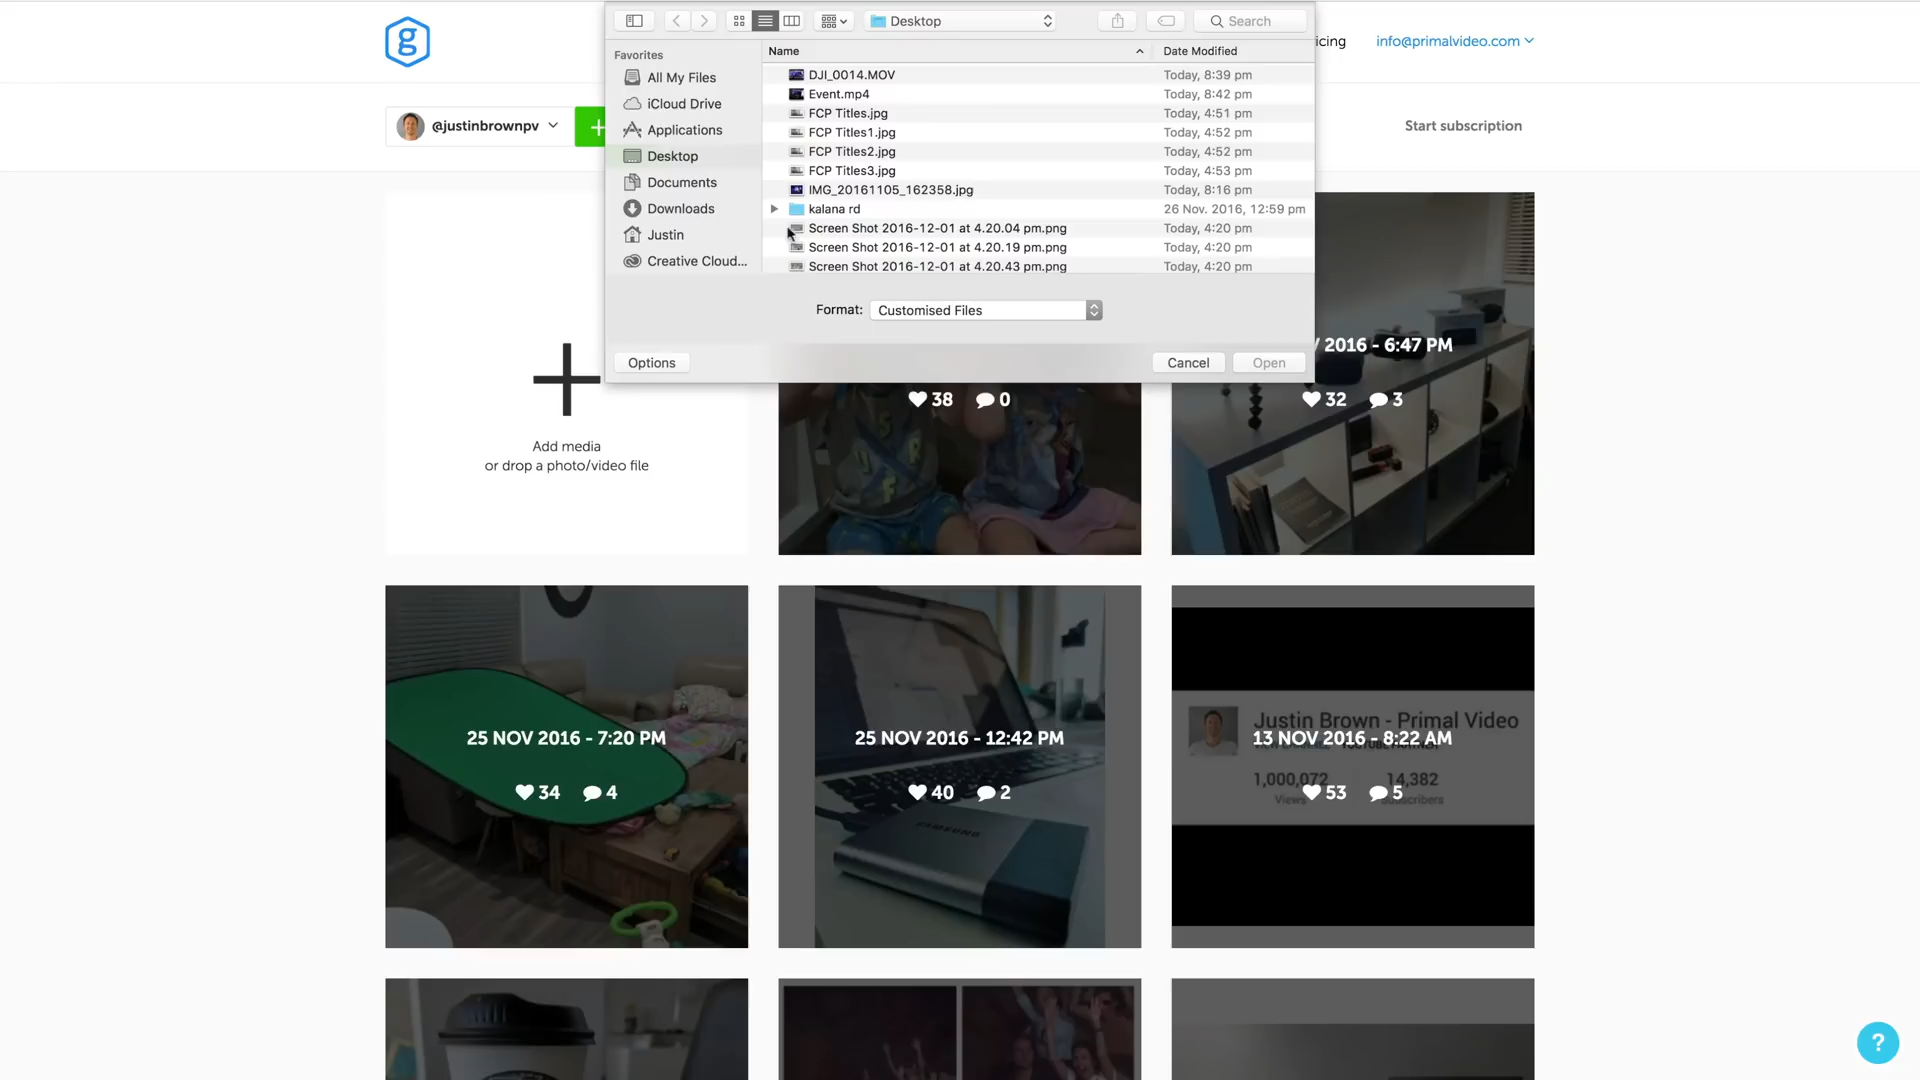 g
icing
info@primalvideo.com
@justinbrownpv
+
Start subscription
Desktop
Search
Favorites
All My Files
iCloud Drive
Applications
Desktop
Documents
Downloads
Justin
Creative Cloud...
Name
Date Modified
DJI_0014.MOV Today, 8:39 pm
Event.mp4 Today, 8:42 pm
FCP Titles.jpg Today, 4:51 pm
FCP Titles1.jpg Today, 4:52 pm
FCP Titles2.jpg Today, 4:52 pm
FCP Titles3.jpg Today, 4:53 pm
IMG_20161105_162358.jpg Today, 8:16 pm
kalana rd 26 Nov. 2016, 12:59 pm
Screen Shot 2016-12-01 at 4.20.04 pm.png Today, 4:20 pm
Screen Shot 2016-12-01 at 4.20.19 pm.png Today, 4:20 pm
Screen Shot 2016-12-01 at 4.20.43 pm.png Today, 4:20 pm
Format: Customised Files
Options
Cancel
Open
Add media
or drop a photo/video file
38 0
2016 - 6:47 PM
32 3
25 NOV 2016 - 7:20 PM
34 4
25 NOV 2016 - 12:42 PM
40 2
SAMSUNG
Justin Brown - Primal Video
13 NOV 2016 - 8:22 AM
1,000,072 14,382
Views Subscribers
53 5
?